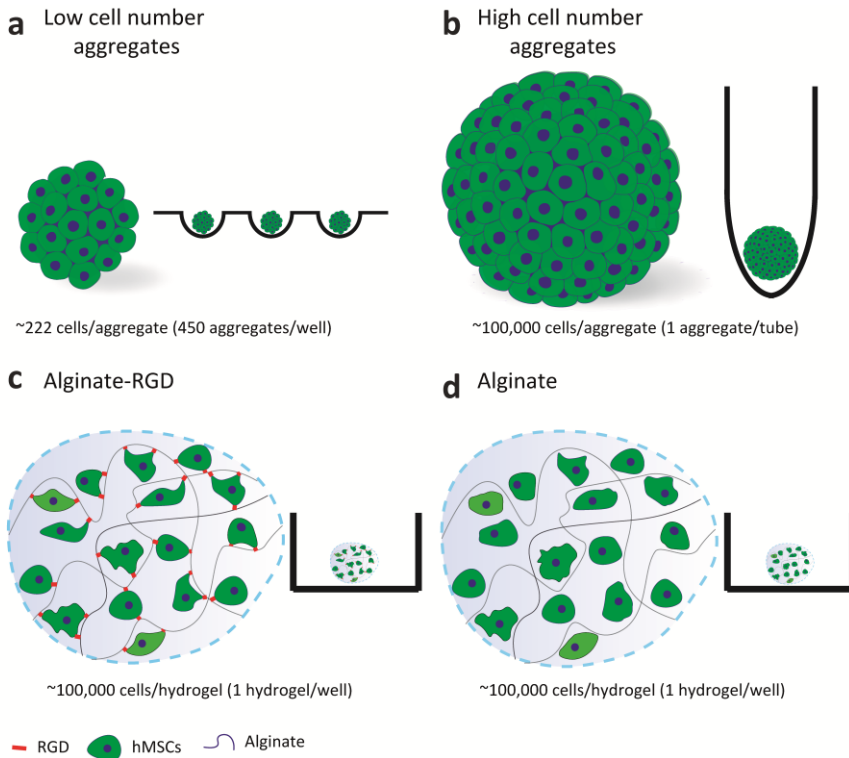 a Low cell number
aggregates
b High cell number
aggregates
~222 cells/aggregate (450 aggregates/well)
~100,000 cells/aggregate (1 aggregate/tube)
c Alginate-RGD
d Alginate
~100,000 cells/hydrogel (1 hydrogel/well)
~100,000 cells/hydrogel (1 hydrogel/well)
RGD hMSCs Alginate